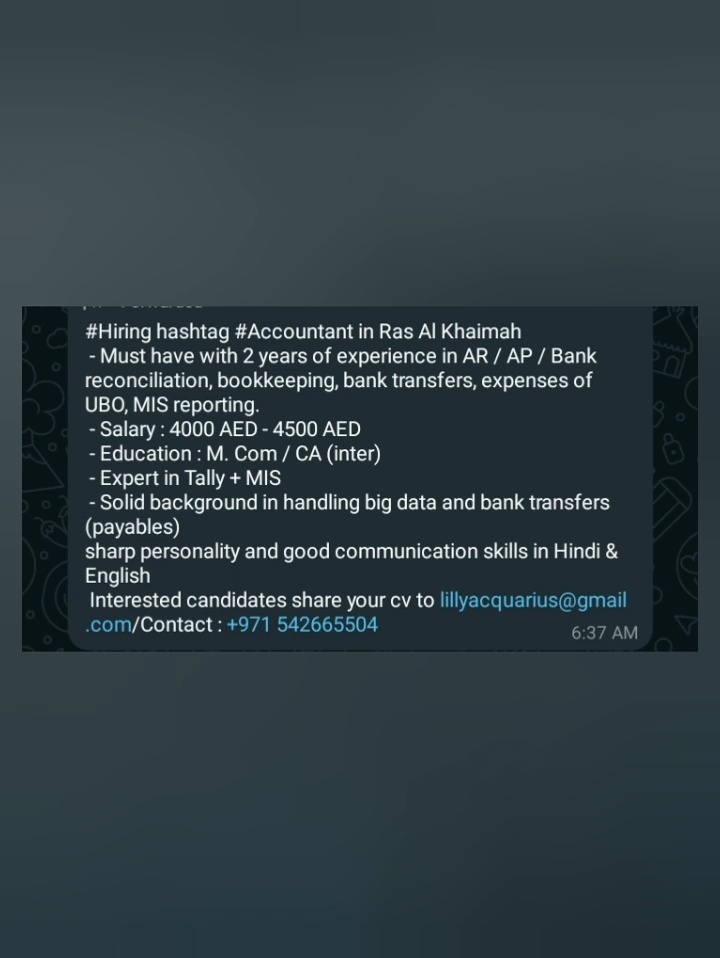 #Hiring hashtag #Accountant in Ras Al Khaimah
- Must have with 2 years of experience in AR / AP / Bank
reconciliation, bookkeeping, bank transfers, expenses of
UBO, MIS reporting.
- Salary : 4000 AED - 4500 AED
- Education : M. Com / CA (inter)
- Expert in Tally + MIS
- Solid background in handling big data and bank transfers
(payables)
sharp personality and good communication skills in Hindi &
English
Interested candidates share your cv to lillyacquarius@gmail
.com/Contact : +971 542665504
6:37 AM